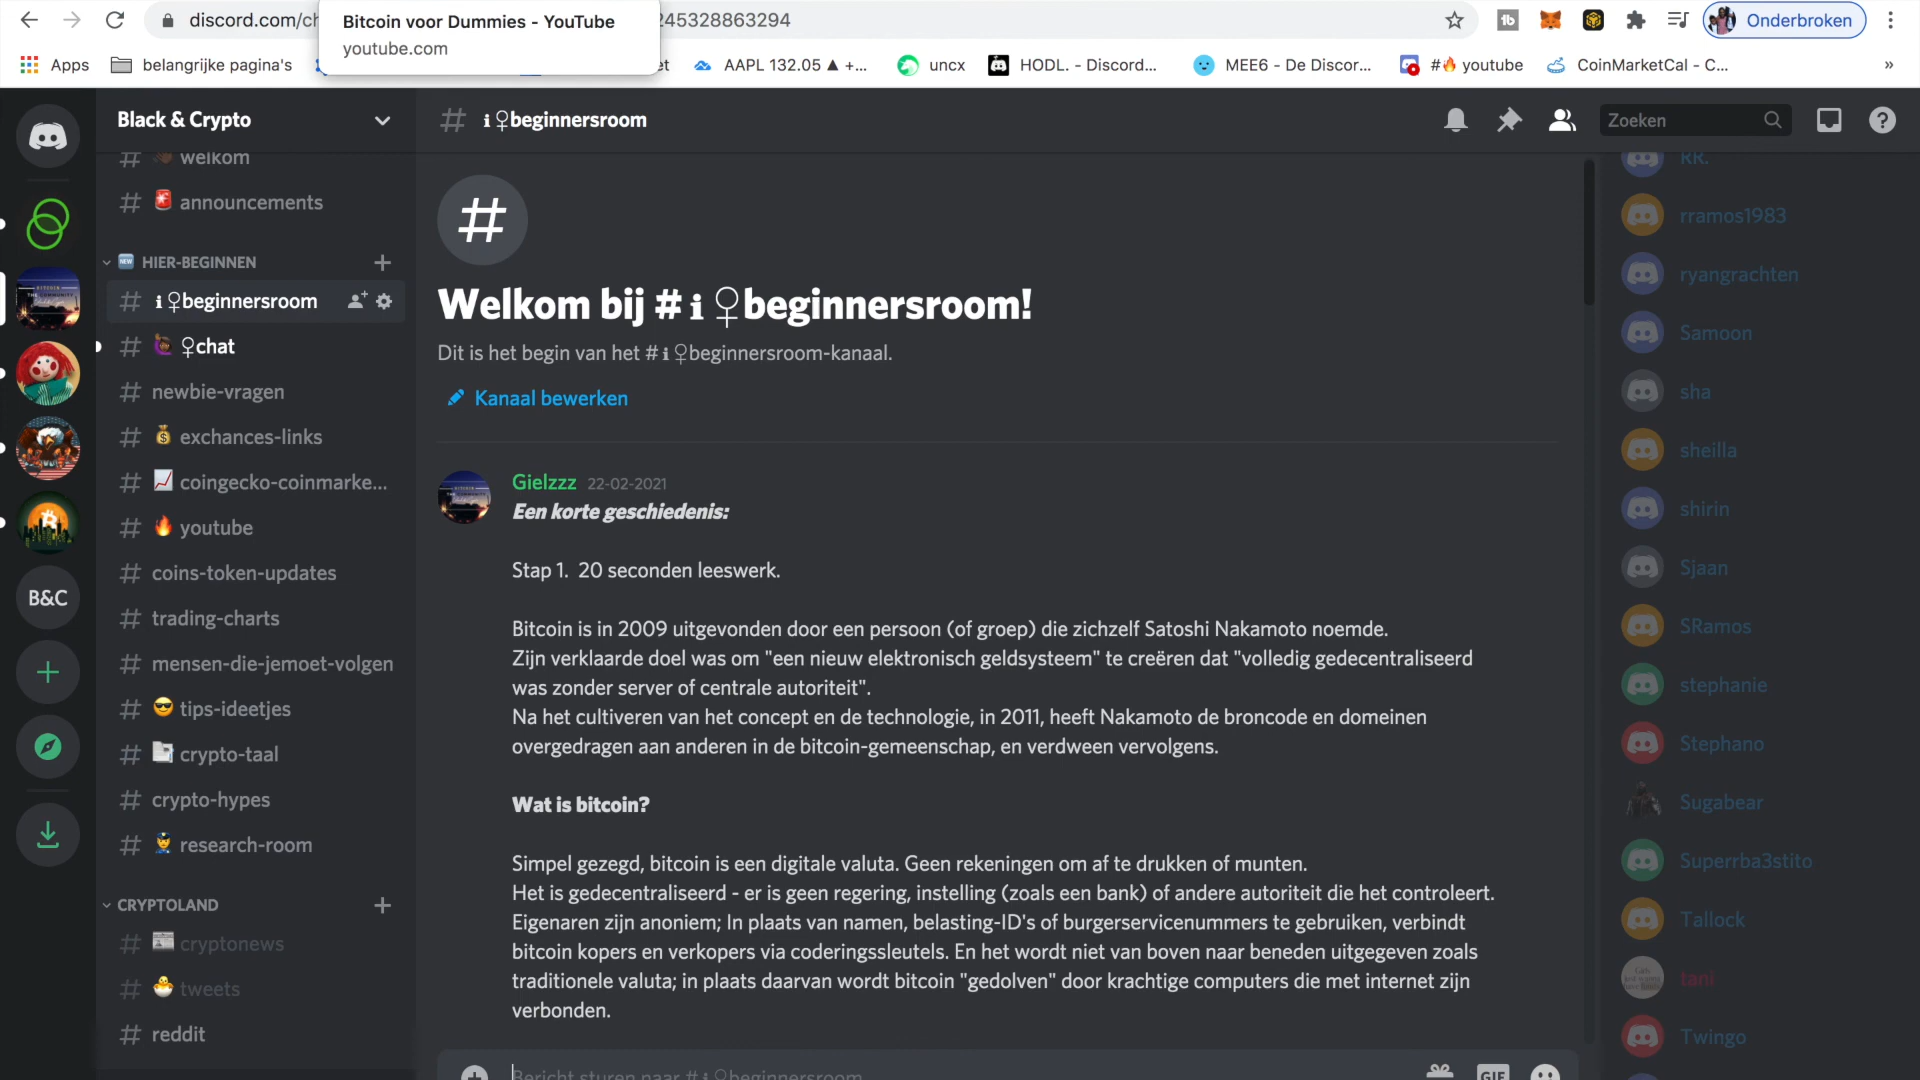 discord.com/ch
Bitcoin voor Dummies - YouTube
youtube.com
245328863294
Onderbroken
Apps
belangrijke pagina's
et
AAPL 132.05 ▲ +...
uncx
HODL. - Discord...
MEE6 - De Discor...
#🔥 youtube
CoinMarketCal - C...
»
Black & Crypto
# ℹ♀beginnersroom
Zoeken
# welkom
# 🚨 announcements
🆕 HIER-BEGINNEN
# ℹ♀beginnersroom
# ♀chat
# newbie-vragen
# 💰 exchances-links
# 📈 coingecko-coinmarke...
# 🔥 youtube
# coins-token-updates
# trading-charts
# mensen-die-jemoet-volgen
# 😎 tips-ideetjes
# 📑 crypto-taal
# crypto-hypes
# 👮 research-room
CRYPTOLAND
# 📰 cryptonews
# 🐣 tweets
# reddit
B&C
Welkom bij #ℹ♀beginnersroom!
Dit is het begin van het #ℹ♀beginnersroom-kanaal.
Kanaal bewerken
Gielzzz 22-02-2021
Een korte geschiedenis:
Stap 1. 20 seconden leeswerk.
Bitcoin is in 2009 uitgevonden door een persoon (of groep) die zichzelf Satoshi Nakamoto noemde.
Zijn verklaarde doel was om "een nieuw elektronisch geldsysteem" te creëren dat "volledig gedecentraliseerd
was zonder server of centrale autoriteit".
Na het cultiveren van het concept en de technologie, in 2011, heeft Nakamoto de broncode en domeinen
overgedragen aan anderen in de bitcoin-gemeenschap, en verdween vervolgens.
Wat is bitcoin?
Simpel gezegd, bitcoin is een digitale valuta. Geen rekeningen om af te drukken of munten.
Het is gedecentraliseerd - er is geen regering, instelling (zoals een bank) of andere autoriteit die het controleert.
Eigenaren zijn anoniem; In plaats van namen, belasting-ID's of burgerservicenummers te gebruiken, verbindt
bitcoin kopers en verkopers via coderingssleutels. En het wordt niet van boven naar beneden uitgegeven zoals
traditionele valuta; in plaats daarvan wordt bitcoin "gedolven" door krachtige computers die met internet zijn
verbonden.
Bericht sturen naar #ℹ♀beginnersroom
GIF
RR.
rramos1983
ryangrachten
Samoon
sha
sheilla
shirin
Sjaan
SRamos
stephanie
Stephano
Sugabear
Superrba3stito
Tallock
tani
Twingo